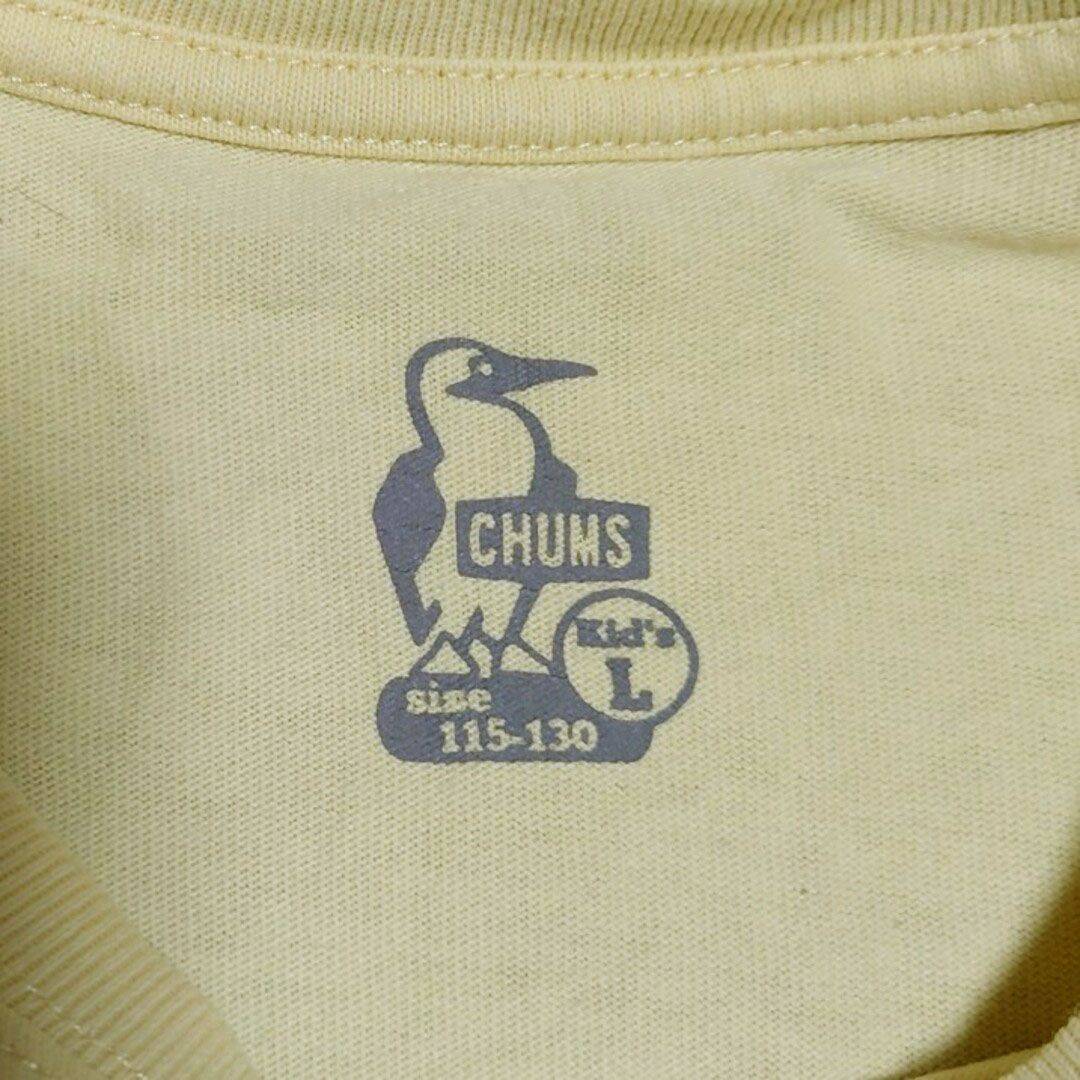 CHUMS
Kid's
L
size
115-130